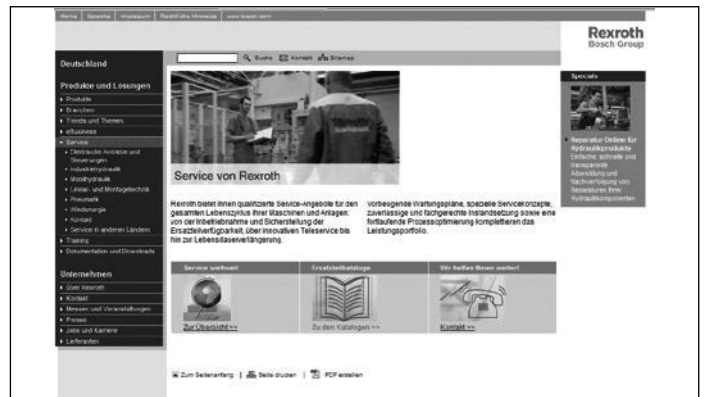 Home Sprache Impressum Rechtliche Hinweise www.bosch.com
Rexroth
Bosch Group
Suche Kontakt Sitemap
Deutschland
Produkte und Lösungen
Produkte
Branchen
Trends und Themen
eBusiness
Service
Elektrische Antriebe und
Steuerungen
Industriehydraulik
Mobilhydraulik
Linear- und Montagetechnik
Pneumatik
Windenergie
Kontakt
Service in anderen Ländern
Training
Dokumentation und Downloads
Unternehmen
Über Rexroth
Kontakt
Messen und Veranstaltungen
Presse
Jobs und Karriere
Lieferanten
Service von Rexroth
Rexroth bietet Ihnen qualifizierte Service-Angebote für den
gesamten Lebenszyklus Ihrer Maschinen und Anlagen:
von der Inbetriebnahme und Sicherstellung der
Ersatzteilverfügbarkeit, über innovativen Teleservice bis
hin zur Lebensdauerverlängerung.
Vorbeugende Wartungspläne, spezielle Servicekonzepte,
zuverlässige und fachgerechte Instandsetzung sowie eine
fortlaufende Prozessoptimierung komplettieren das
Leistungsportfolio.
Service weltweit
Zur Übersicht >>
Ersatzteilkataloge
Zu den Katalogen >>
Wir helfen Ihnen weiter!
Kontakt >>
Specials
Reparatur Online für
Hydraulikprodukte
Einfache, schnelle und
transparente
Abwicklung und
Nachverfolgung von
Reparaturen Ihrer
Hydraulikkomponenten
Zum Seitenanfang | Seite drucken | PDF erstellen